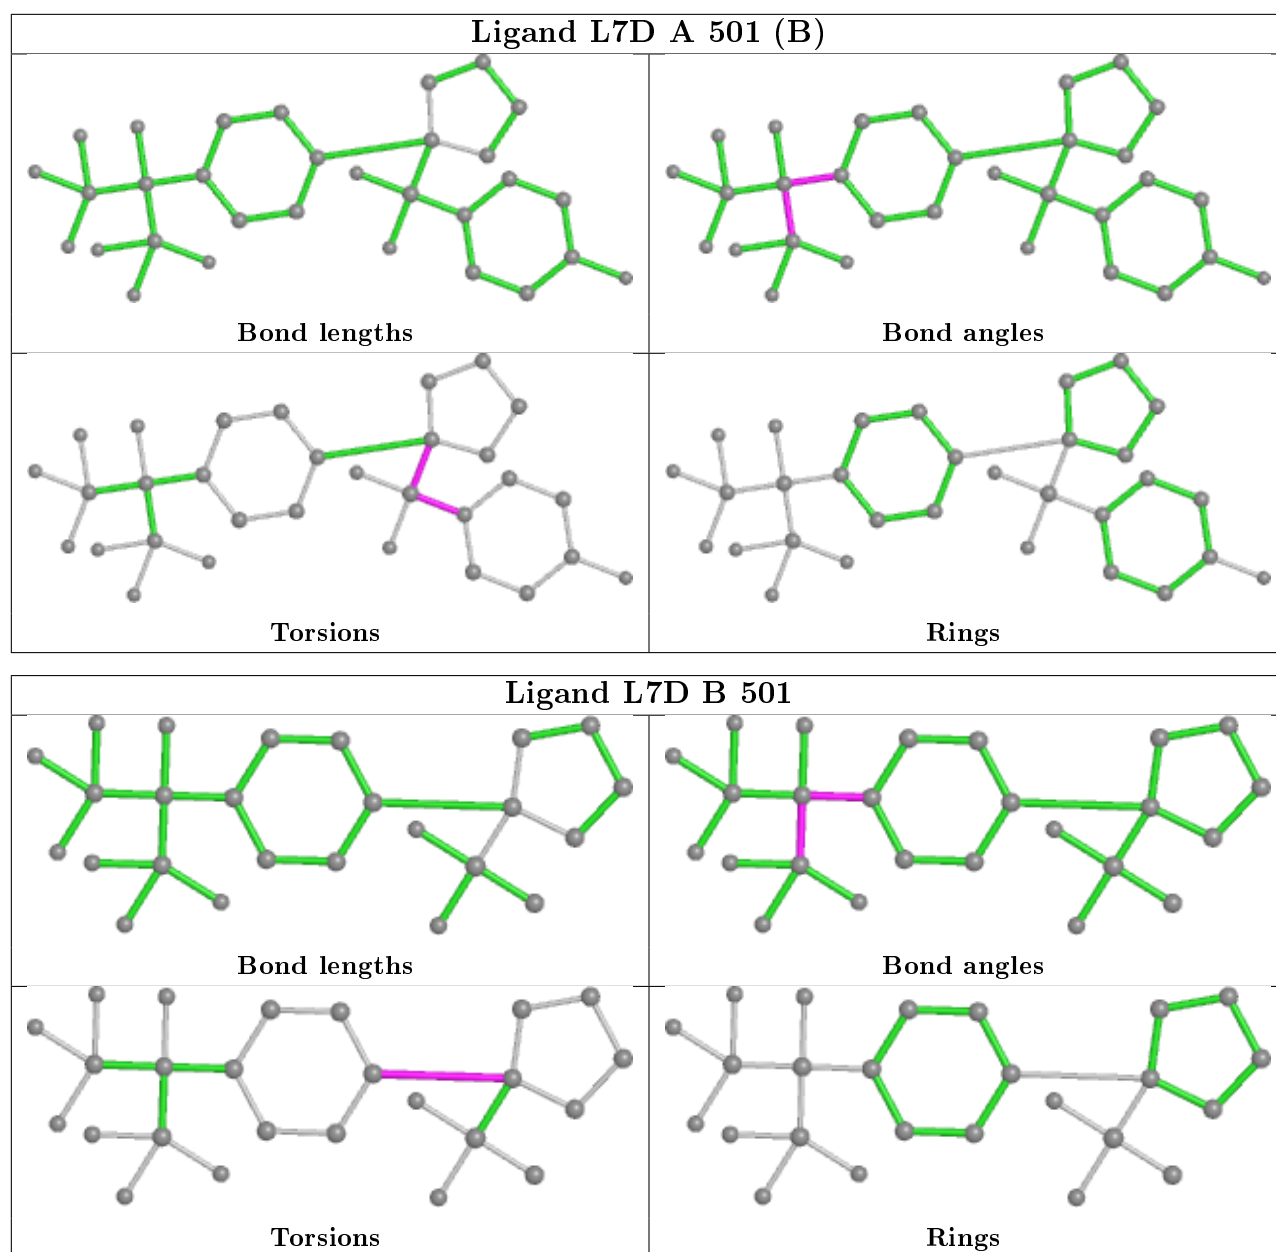 Ligand L7D A 501 (B)
Bond lengths
Bond angles
Torsions
Rings
Ligand L7D B 501
Bond lengths
Bond angles
Torsions
Rings